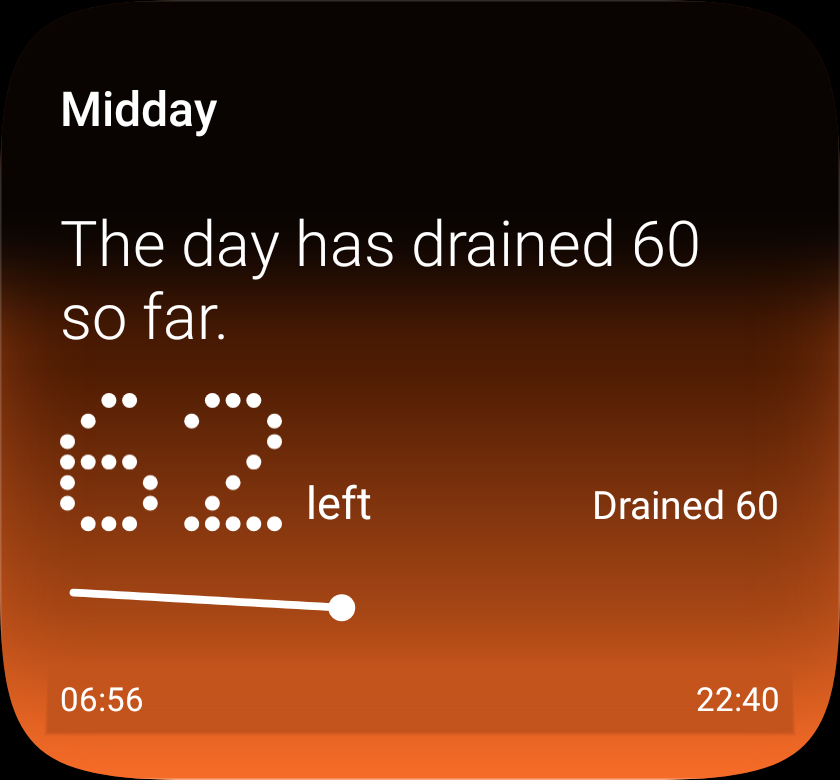 Midday
The day has drained 60
so far.
62 left
Drained 60
06:56
22:40